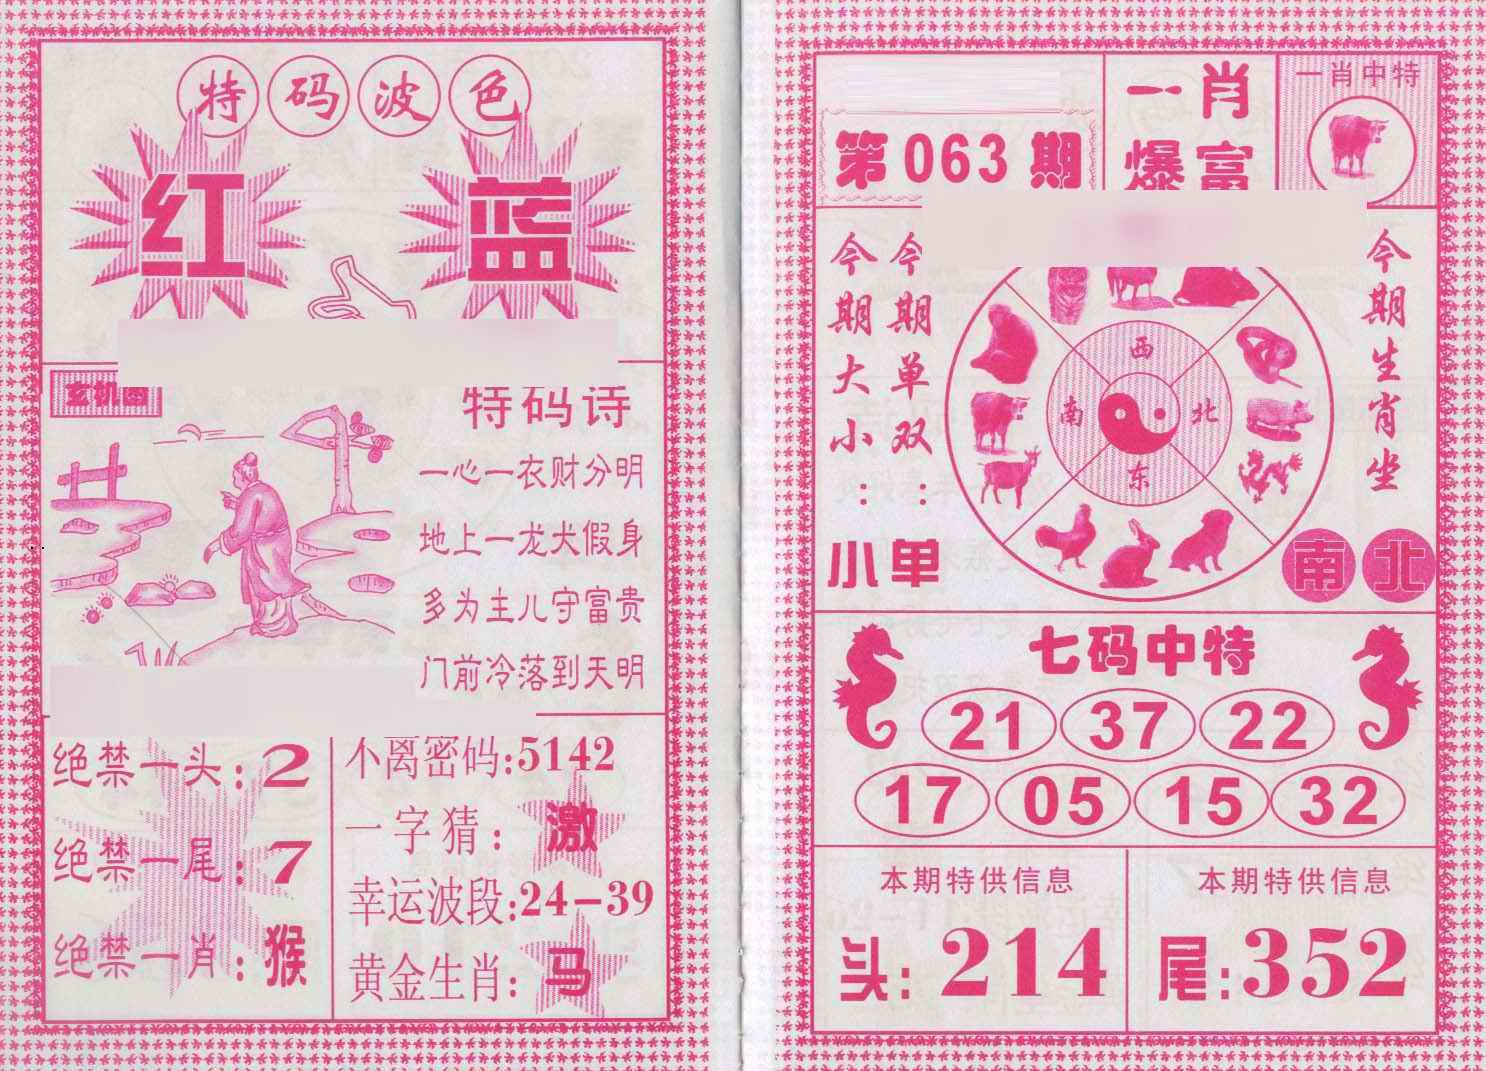 特码波色
红 蓝
玄机图
特码诗
一心一衣财分明
地上一龙犬假身
多为主儿守富贵
门前冷落到天明
绝禁一头:2
绝禁一尾:7
绝禁一肖:猴
不离密码:5142
一字猜:激
幸运波段:24-39
黄金生肖:马
第063期
一肖
爆富
一肖中特
今期大小:小
今期单双:单
西
南 北
东
今期生肖坐
南 北
七码中特
21 37 22
17 05 15 32
本期特供信息
头:214
本期特供信息
尾:352